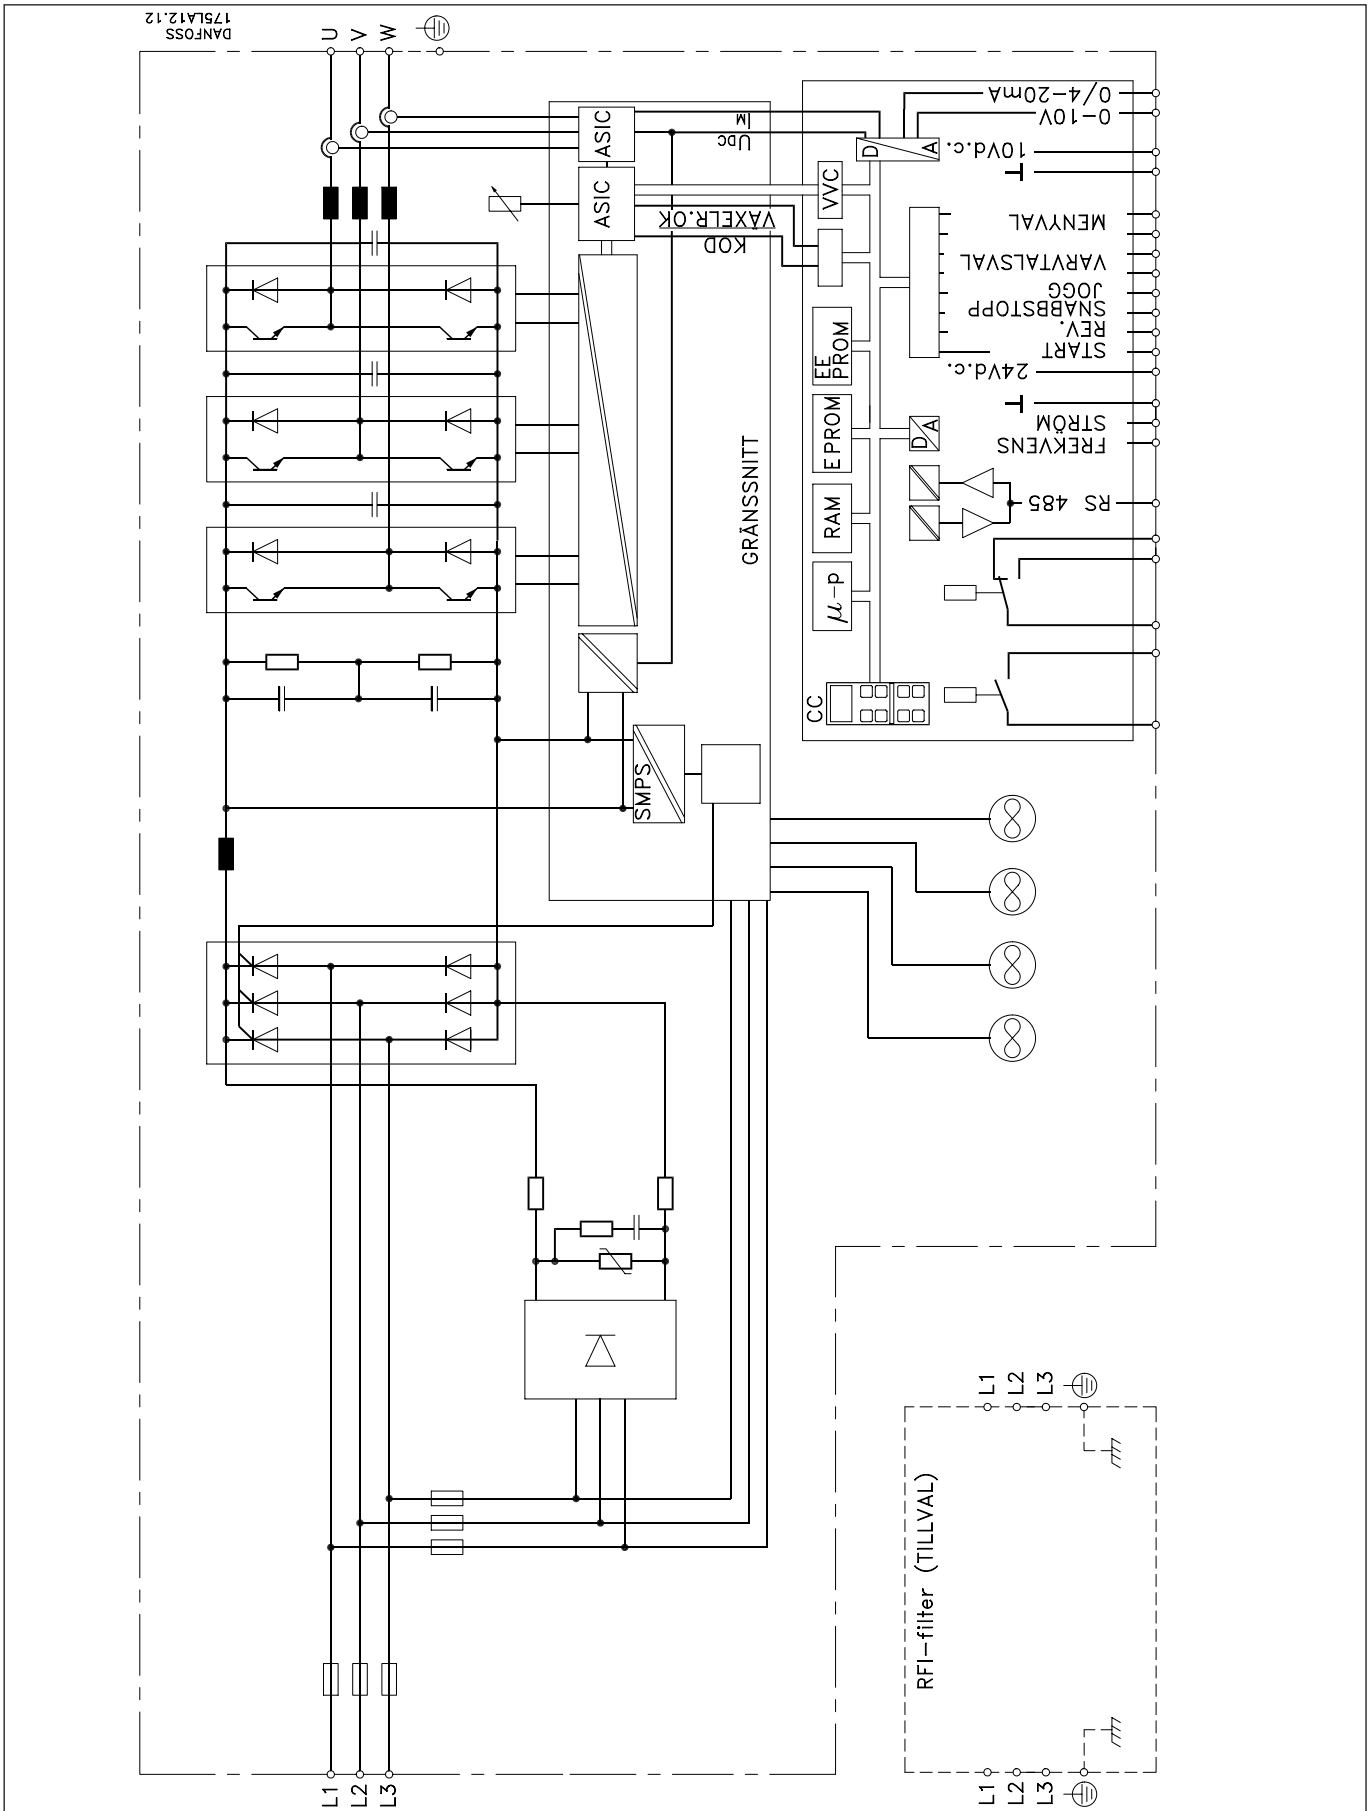 DANFOSS
175LA12.12
U
V
W
ASIC
ASIC
UDC
IM
VÄXELR.OK
KOD
GRÄNSSNITT
SMPS
D
A
VVC
EE
PROM
E PROM
RAM
µ-p
CC
D
A
0/4-20mA
0-10V
10Vd.c.
MENYVAL
VARVTALSVAL
JOGG
SNABBSTOPP
REV.
START
24Vd.c.
STRÖM
FREKVENS
RS 485
L1
L2
L3
RFI-filter (TILLVAL)
L1
L2
L3
L1
L2
L3